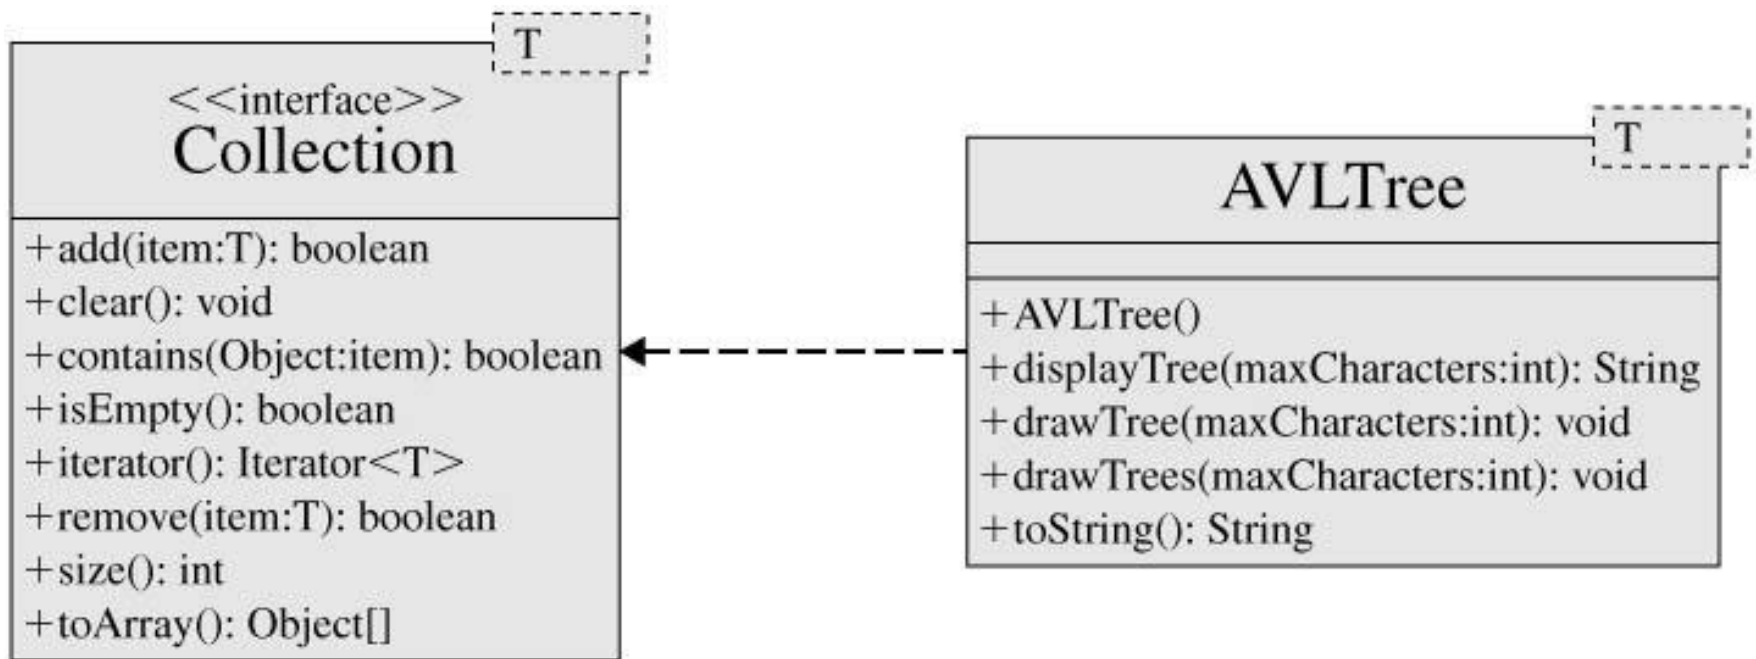 T
<<interface>>
Collection
+add(item:T): boolean
+clear(): void
+contains(Object:item): boolean
+isEmpty(): boolean
+iterator(): Iterator<T>
+remove(item:T): boolean
+size(): int
+toArray(): Object[]
T
AVLTree
+AVLTree()
+displayTree(maxCharacters:int): String
+drawTree(maxCharacters:int): void
+drawTrees(maxCharacters:int): void
+toString(): String